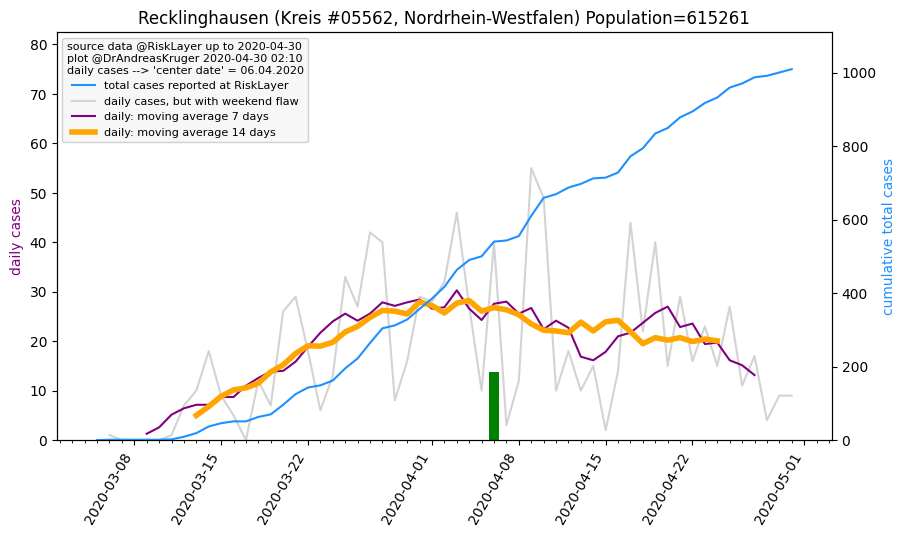 Recklinghausen (Kreis #05562, Nordrhein-Westfalen) Population=615261
source data @RiskLayer up to 2020-04-30
plot @DrAndreasKruger 2020-04-30 02:10
daily cases --> 'center date' = 06.04.2020
total cases reported at RiskLayer
daily cases, but with weekend flaw
daily: moving average 7 days
daily: moving average 14 days
daily cases
80
70
60
50
40
30
20
10
0
cumulative total cases
1000
800
600
400
200
0
2020-03-08
2020-03-15
2020-03-22
2020-04-01
2020-04-08
2020-04-15
2020-04-22
2020-05-01